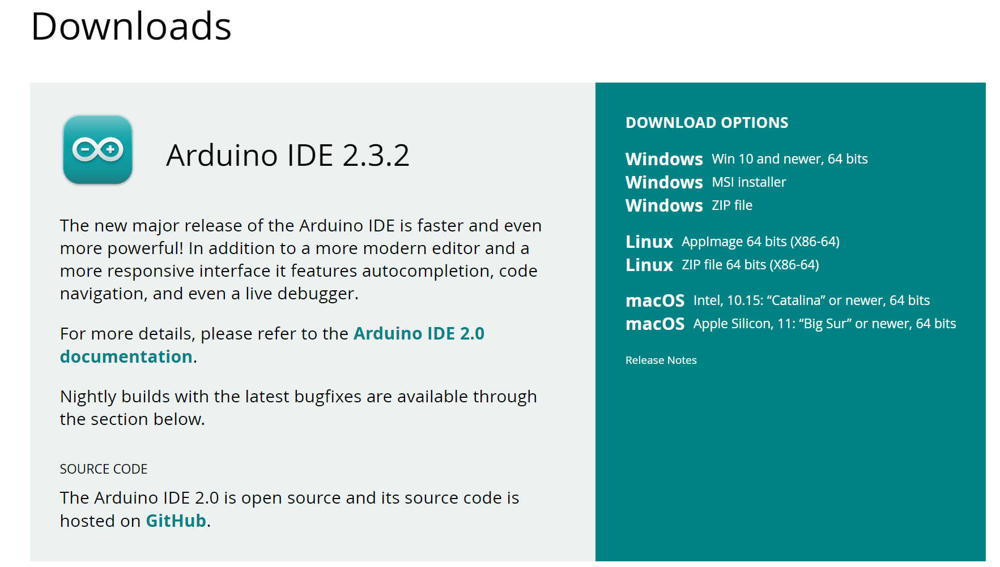 Downloads
Arduino IDE 2.3.2
The new major release of the Arduino IDE is faster and even
more powerful! In addition to a more modern editor and a
more responsive interface it features autocompletion, code
navigation, and even a live debugger.
For more details, please refer to the Arduino IDE 2.0
documentation.
Nightly builds with the latest bugfixes are available through
the section below.
SOURCE CODE
The Arduino IDE 2.0 is open source and its source code is
hosted on GitHub.
DOWNLOAD OPTIONS
Windows Win 10 and newer, 64 bits
Windows MSI installer
Windows ZIP file
Linux AppImage 64 bits (X86-64)
Linux ZIP file 64 bits (X86-64)
macOS Intel, 10.15: “Catalina” or newer, 64 bits
macOS Apple Silicon, 11: “Big Sur” or newer, 64 bits
Release Notes